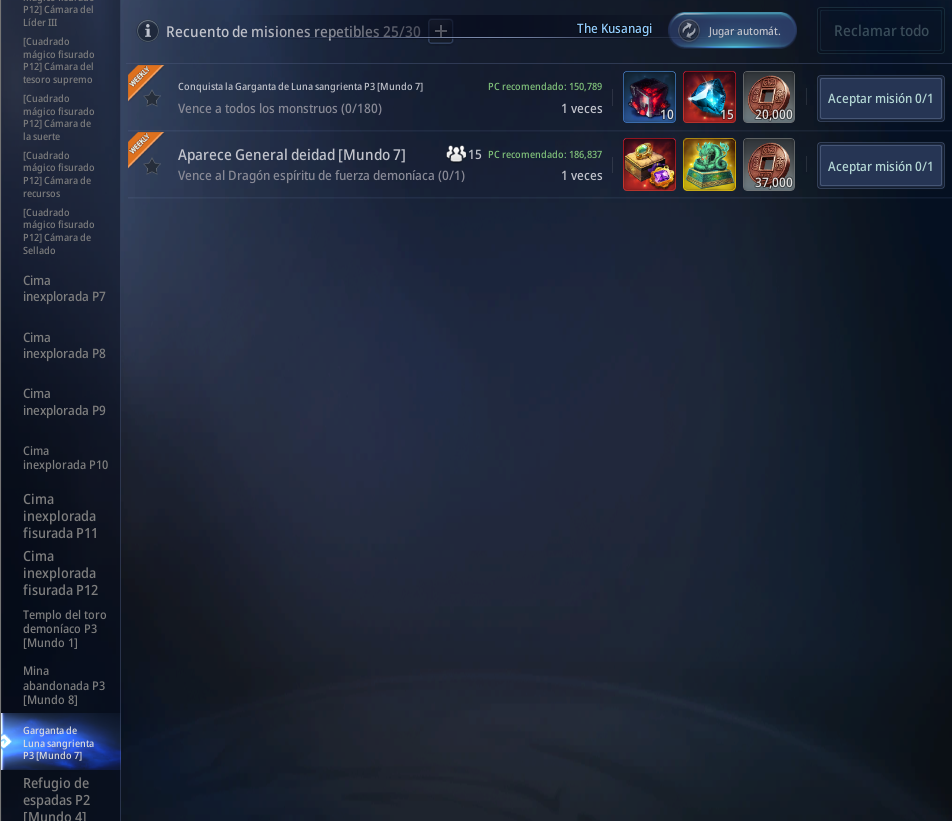 P12] Cámara del
Líder III
[Cuadrado
mágico fisurado
P12] Cámara del
tesoro supremo
[Cuadrado
mágico fisurado
P12] Cámara de
la suerte
[Cuadrado
mágico fisurado
P12] Cámara de
recursos
[Cuadrado
mágico fisurado
P12] Cámara de
Sellado
Cima
inexplorada P7
Cima
inexplorada P8
Cima
inexplorada P9
Cima
inexplorada P10
Cima
inexplorada
fisurada P11
Cima
inexplorada
fisurada P12
Templo del toro
demoníaco P3
[Mundo 1]
Mina
abandonada P3
[Mundo 8]
Garganta de
Luna sangrienta
P3 [Mundo 7]
Refugio de
espadas P2
[Mundo 4]
Recuento de misiones repetibles 25/30
The Kusanagi
Jugar automát.
Reclamar todo
WEEKLY
Conquista la Garganta de Luna sangrienta P3 [Mundo 7]
PC recomendado: 150,789
Vence a todos los monstruos (0/180)
1 veces
10
15
20,000
Aceptar misión 0/1
WEEKLY
Aparece General deidad [Mundo 7]
15
PC recomendado: 186,837
Vence al Dragón espíritu de fuerza demoníaca (0/1)
1 veces
37,000
Aceptar misión 0/1